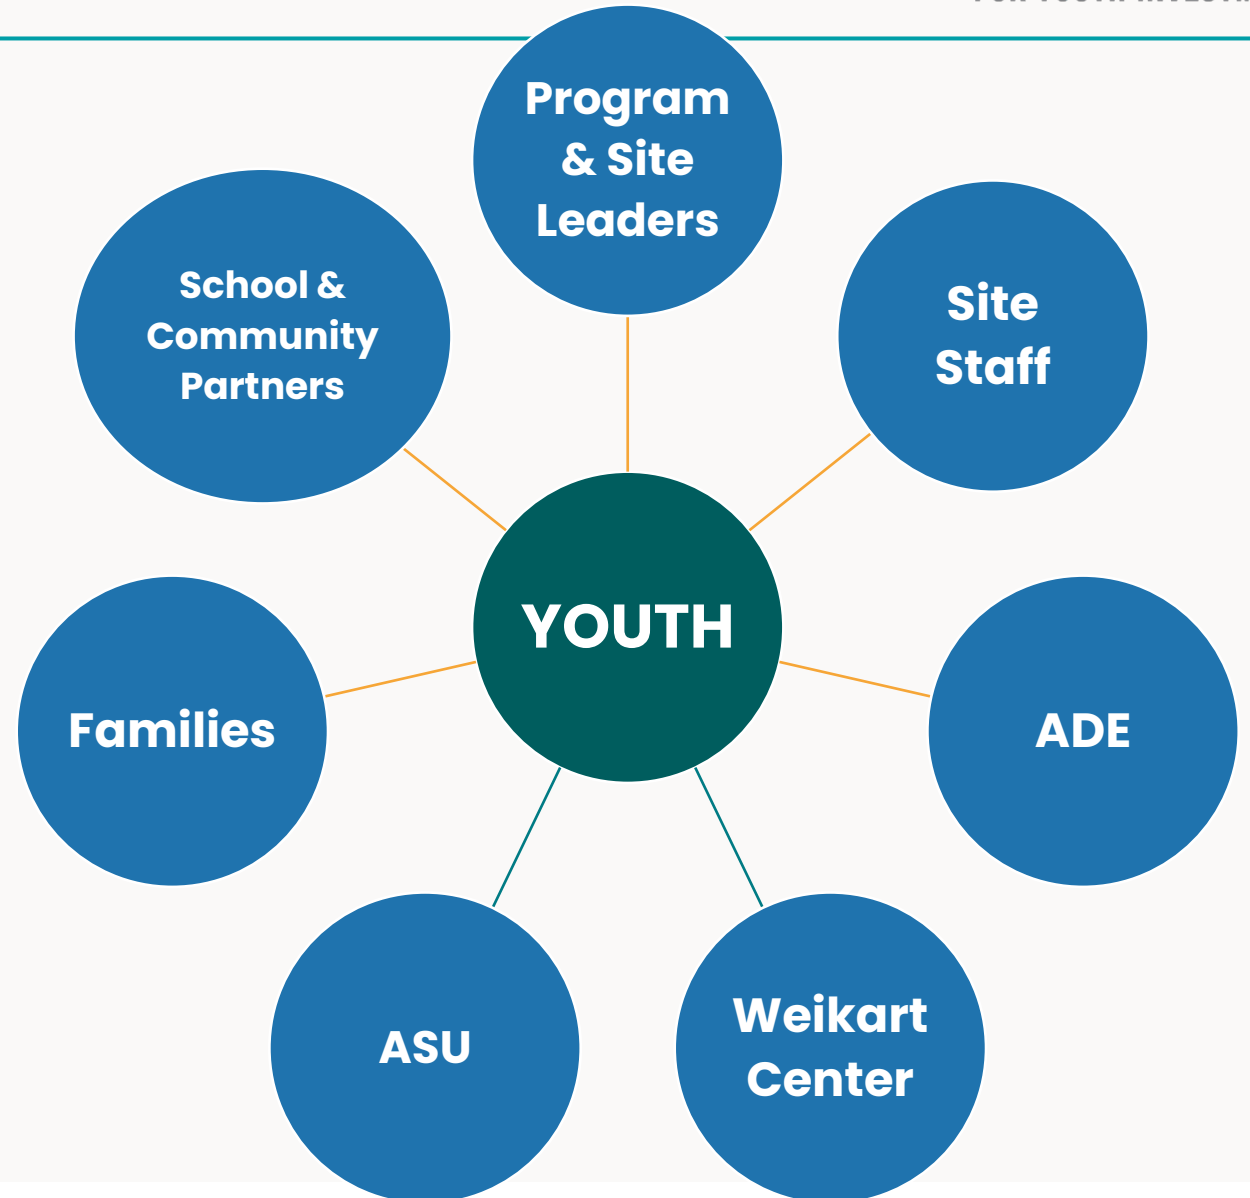 Program
& Site
Leaders
School &
Community
Partners
Site
Staff
YOUTH
Families
ADE
ASU
Weikart
Center